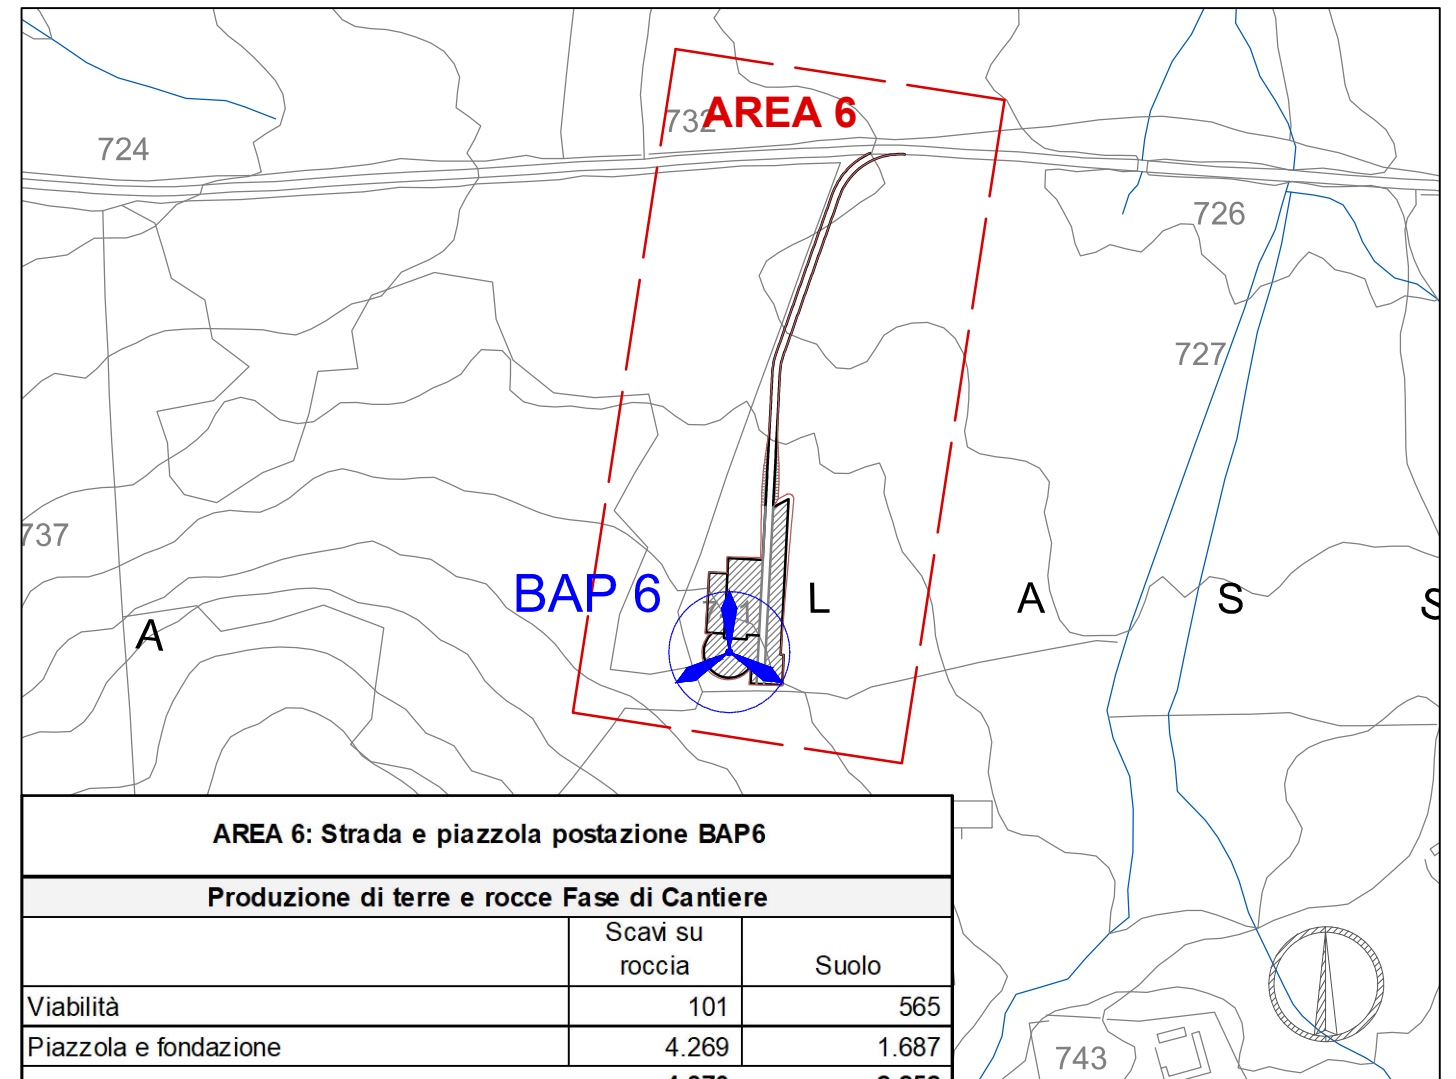 732
AREA 6
724
726
727
737
BAP 6
A
L
A
S
S
AREA 6: Strada e piazzola postazione BAP6
Produzione di terre e rocce Fase di Cantiere
Scavi su roccia Suolo
Viabilità 101 565
Piazzola e fondazione 4.269 1.687
743